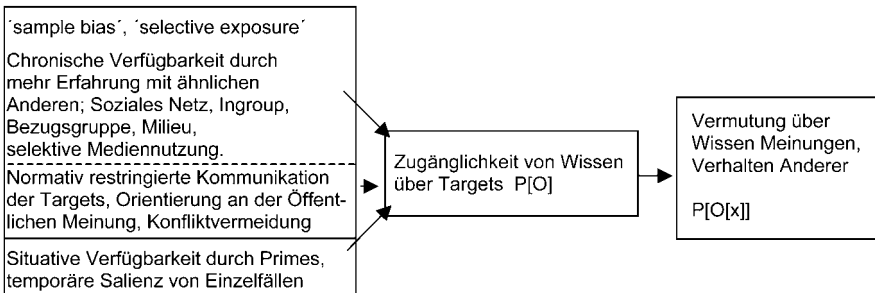 ´sample bias´, ´selective exposure´
Chronische Verfügbarkeit durch
mehr Erfahrung mit ähnlichen
Anderen; Soziales Netz, Ingroup,
Bezugsgruppe, Milieu,
selektive Mediennutzung.
Normativ restringierte Kommunikation
der Targets, Orientierung an der Öffent-
lichen Meinung, Konfliktvermeidung
Situative Verfügbarkeit durch Primes,
temporäre Salienz von Einzelfällen
Zugänglichkeit von Wissen
über Targets P[O]
Vermutung über
Wissen Meinungen,
Verhalten Anderer
P[O[x]]